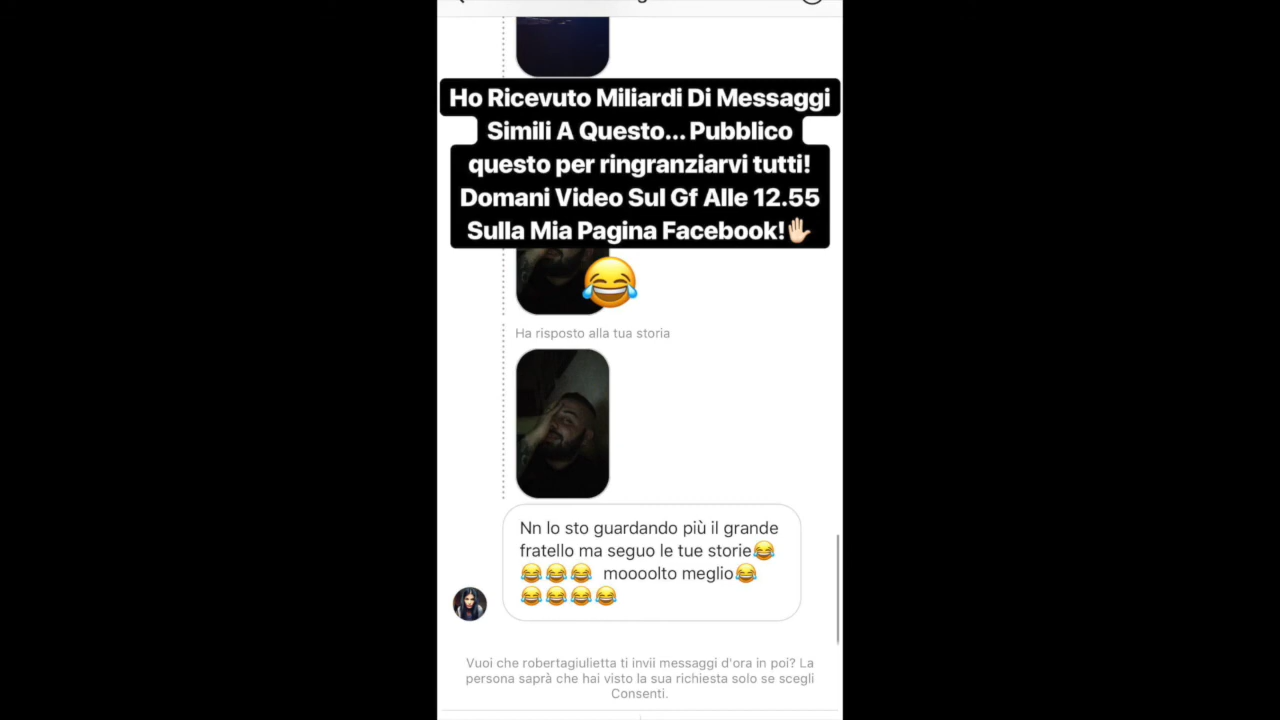 Ho Ricevuto Miliardi Di Messaggi
Simili A Questo... Pubblico
questo per ringranziarvi tutti!
Domani Video Sul Gf Alle 12.55
Sulla Mia Pagina Facebook!🖐🏻
😂
Ha risposto alla tua storia
Nn lo sto guardando più il grande
fratello ma seguo le tue storie😂
😂😂😂 moooolto meglio😂
😂😂😂😂
Vuoi che robertagiulietta ti invii messaggi d'ora in poi? La
persona saprà che hai visto la sua richiesta solo se scegli
Consenti.